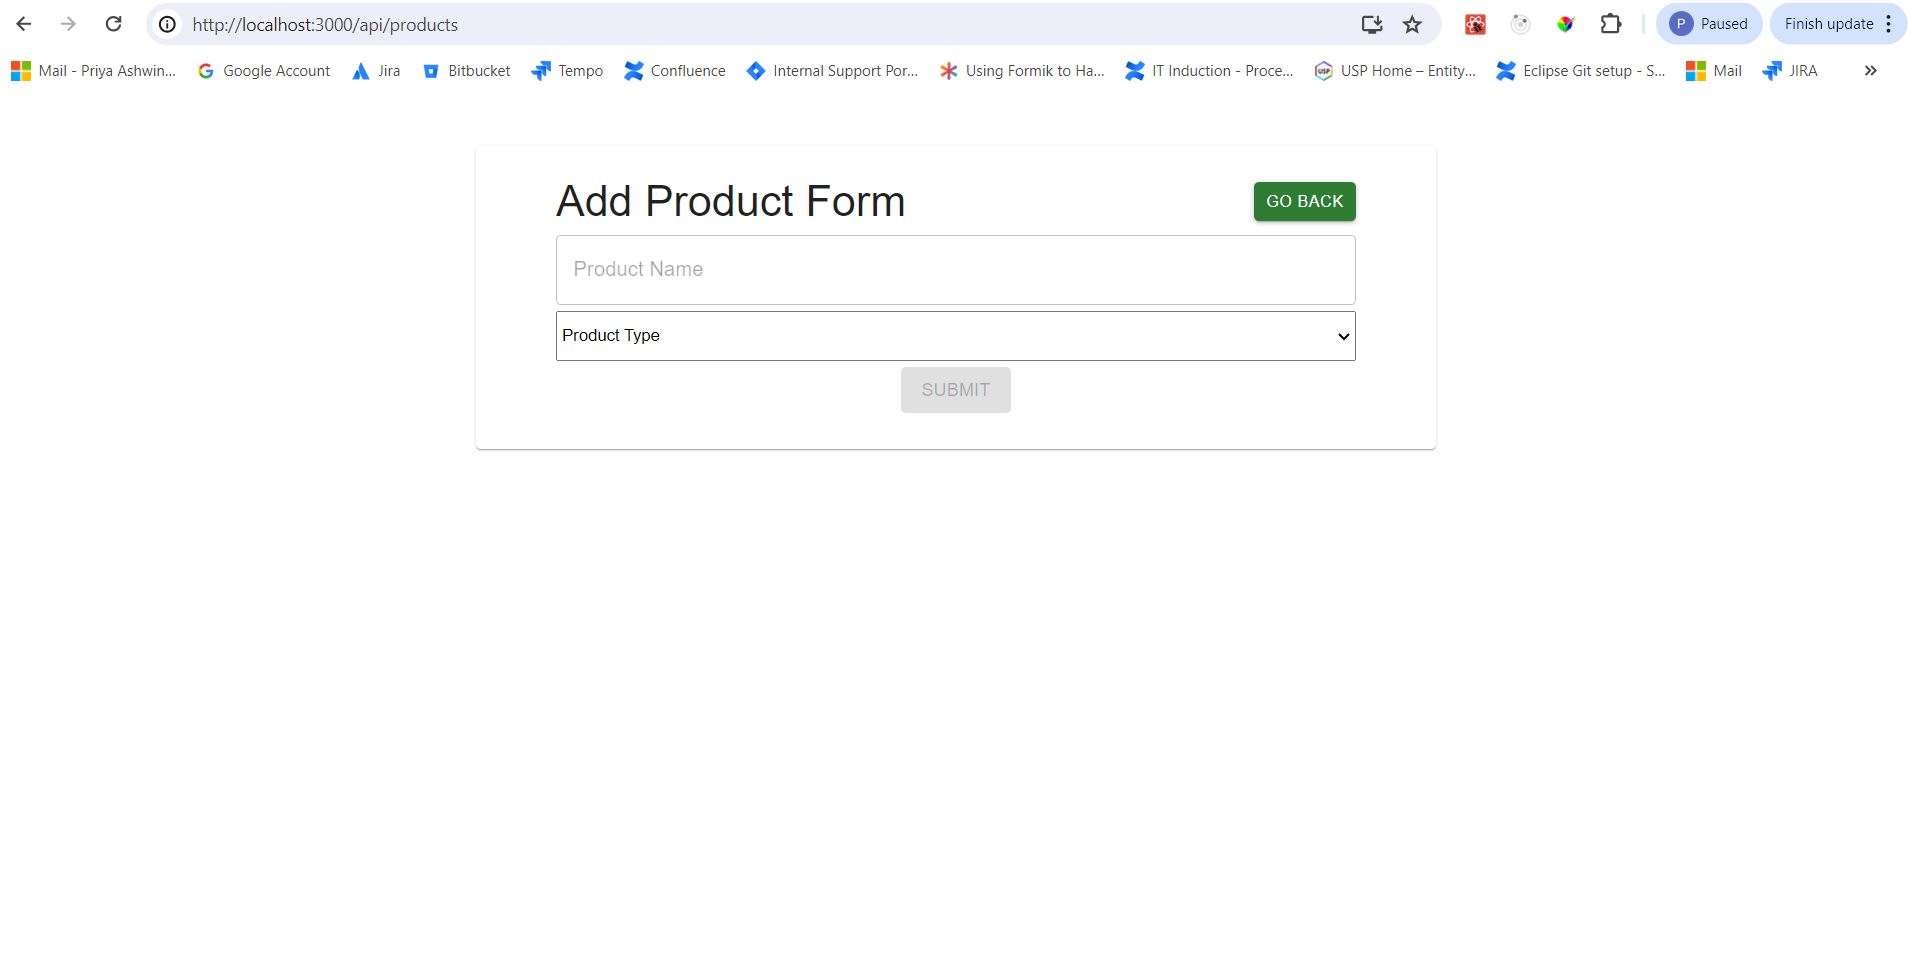 http://localhost:3000/api/products P Paused Finish update
Mail - Priya Ashwin... Google Account Jira Bitbucket Tempo Confluence Internal Support Por... Using Formik to Ha... IT Induction - Proce... USP USP Home – Entity... Eclipse Git setup - S... Mail JIRA
Add Product Form GO BACK
Product Name
Product Type
SUBMIT